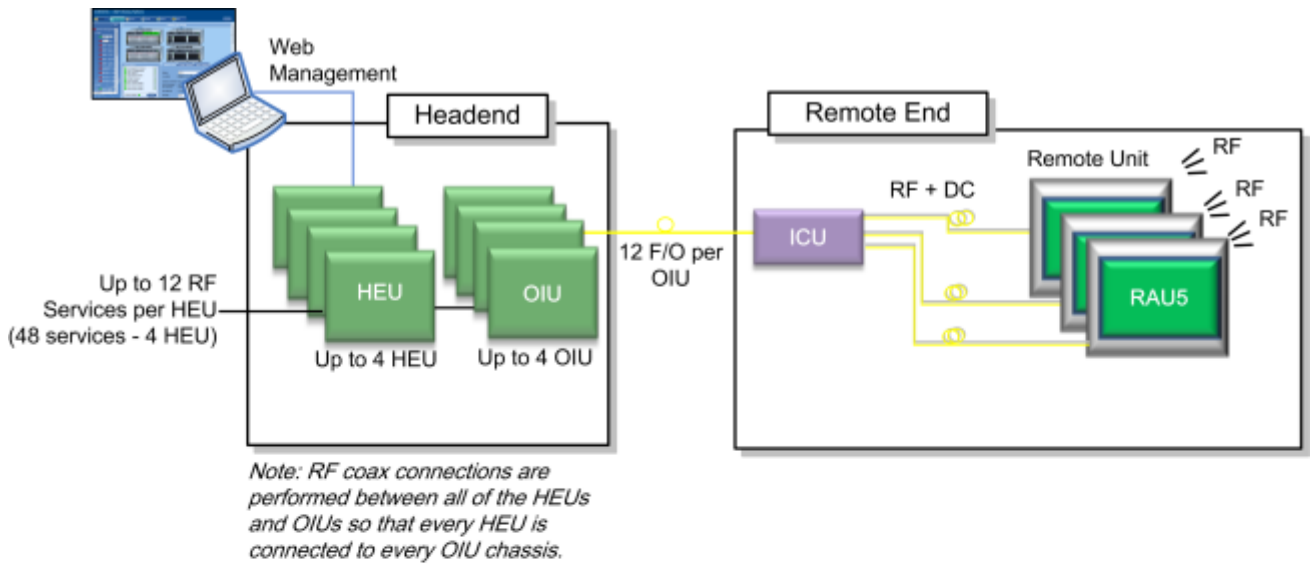 Web
Management
Headend
Remote End
Remote Unit
RF
RF
RF
RF + DC
ICU
12 F/O per
OIU
HEU
OIU
RAU5
Up to 12 RF
Services per HEU
(48 services - 4 HEU)
Up to 4 HEU
Up to 4 OIU
Note: RF coax connections are
performed between all of the HEUs
and OIUs so that every HEU is
connected to every OIU chassis.